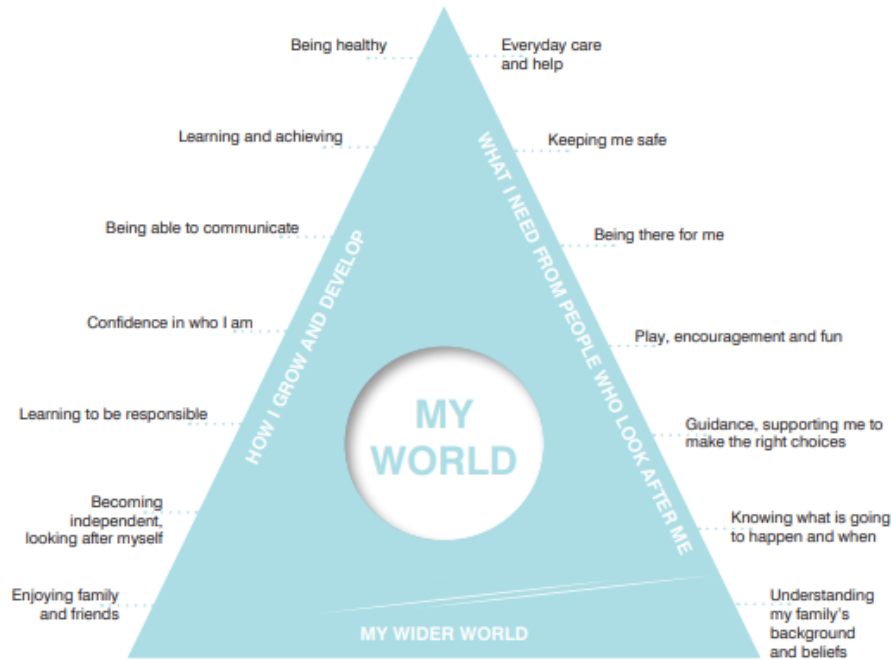 Being healthy
Learning and achieving
Being able to communicate
Confidence in who I am
Learning to be responsible
Becoming
independent,
looking after myself
Enjoying family
and friends
HOW I GROW AND DEVELOP
MY
WORLD
MY WIDER WORLD
WHAT I NEED FROM PEOPLE WHO LOOK AFTER ME
Everyday care
and help
Keeping me safe
Being there for me
Play, encouragement and fun
Guidance, supporting me to
make the right choices
Knowing what is going
to happen and when
Understanding
my family's
background
and beliefs